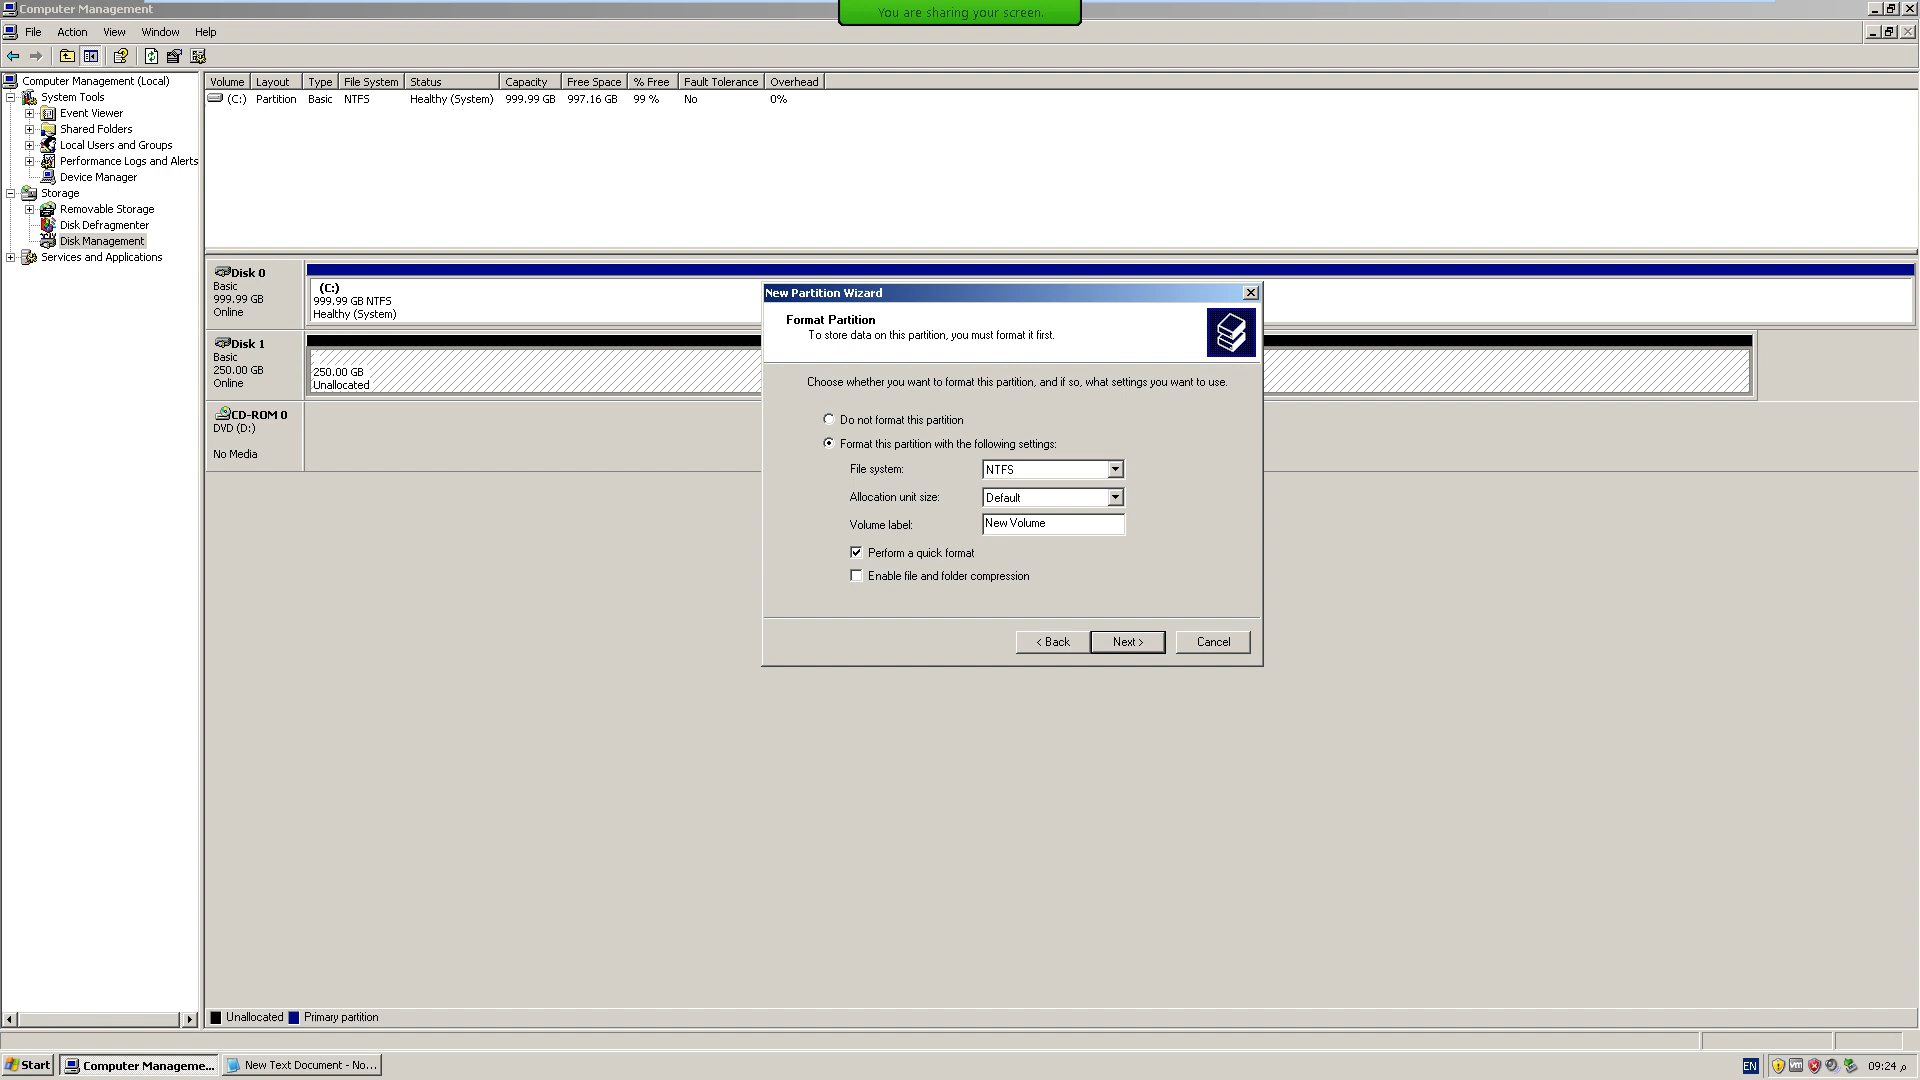 Computer Management
You are sharing your screen.
File Action View Window Help
Computer Management (Local)
System Tools
Event Viewer
Shared Folders
Local Users and Groups
Performance Logs and Alerts
Device Manager
Storage
Removable Storage
Disk Defragmenter
Disk Management
Services and Applications
Volume Layout Type File System Status Capacity Free Space % Free Fault Tolerance Overhead
(C:) Partition Basic NTFS Healthy (System) 999.99 GB 997.16 GB 99 % No 0%
Disk 0
Basic
999.99 GB
Online
(C:)
999.99 GB NTFS
Healthy (System)
Disk 1
Basic
250.00 GB
Online
250.00 GB
Unallocated
CD-ROM 0
DVD (D:)
No Media
New Partition Wizard
Format Partition
To store data on this partition, you must format it first.
Choose whether you want to format this partition, and if so, what settings you want to use.
Do not format this partition
Format this partition with the following settings:
File system: NTFS
Allocation unit size: Default
Volume label: New Volume
Perform a quick format
Enable file and folder compression
< Back Next > Cancel
Unallocated Primary partition
Start Computer Manageme... New Text Document - No... EN 09:24 م